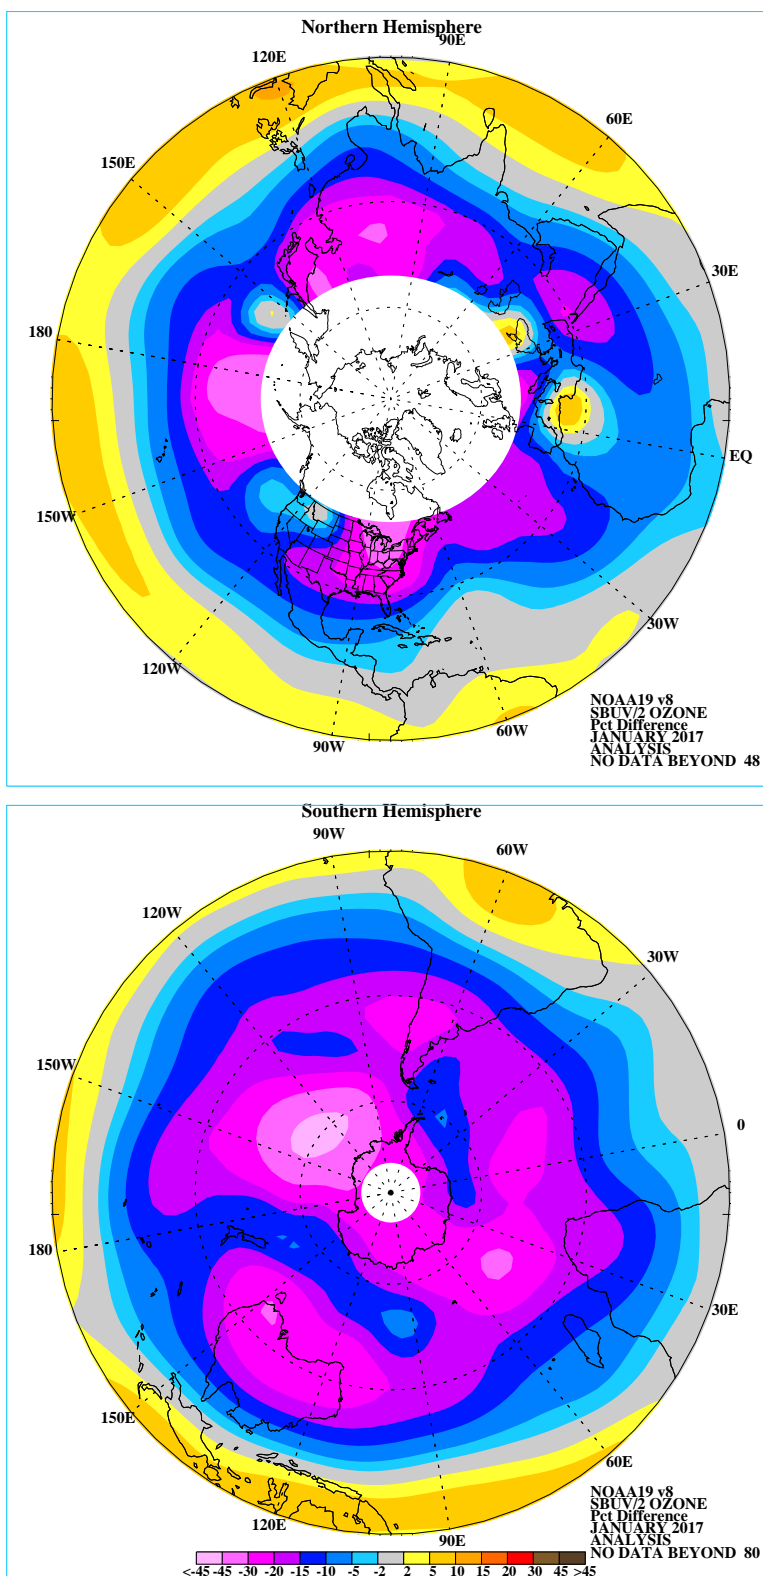 Northern Hemisphere
90E
120E
60E
150E
30E
180
EQ
150W
30W
120W
60W
90W
NOAA19 v8
SBUV/2 OZONE
Pct Difference
JANUARY 2017
ANALYSIS
NO DATA BEYOND 48
Southern Hemisphere
90W
60W
120W
30W
150W
0
180
30E
150E
60E
120E
90E
NOAA19 v8
SBUV/2 OZONE
Pct Difference
JANUARY 2017
ANALYSIS
NO DATA BEYOND 80
<-45 -45 -30 -20 -15 -10 -5 -2 2 5 10 15 20 30 45 >45